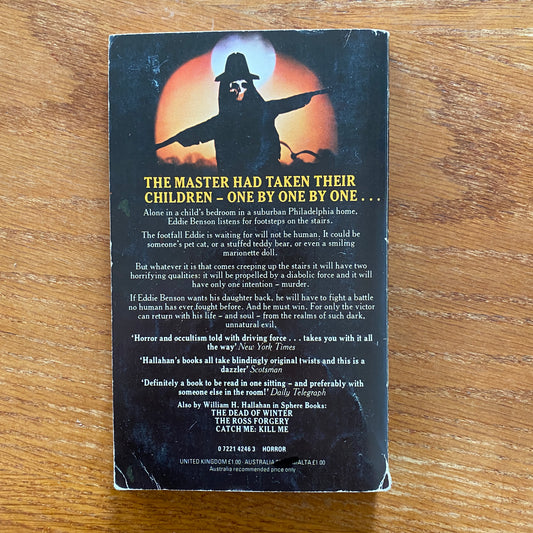 THE MASTER HAD TAKEN THEIR
CHILDREN – ONE BY ONE BY ONE . . .
Alone in a child's bedroom in a suburban Philadelphia home,
Eddie Benson listens for footsteps on the stairs.
The footfall Eddie is waiting for will not be human. It could be
someone's pet cat, or a stuffed teddy bear, or even a smiling
marionette doll.
But whatever it is that comes creeping up the stairs it will have two
horrifying qualities: it will be propelled by a diabolic force and it will
have only one intention – murder.
If Eddie Benson wants his daughter back, he will have to fight a battle
no human has ever fought before. And he must win. For only the victor
can return with his life – and soul – from the realms of such dark,
unnatural evil.
'Horror and occultism told with driving force . . . takes you with it all
the way' New York Times
'Hallahan's books all take blindingly original twists and this is a
dazzler' Scotsman
'Definitely a book to be read in one sitting – and preferably with
someone else in the room!' Daily Telegraph
Also by William H. Hallahan in Sphere Books:
THE DEAD OF WINTER
THE ROSS FORGERY
CATCH ME: KILL ME
0 7221 4246 3 HORROR
UNITED KINGDOM £1.00 · AUSTRALIA MALTA £1.00
Australia recommended price only